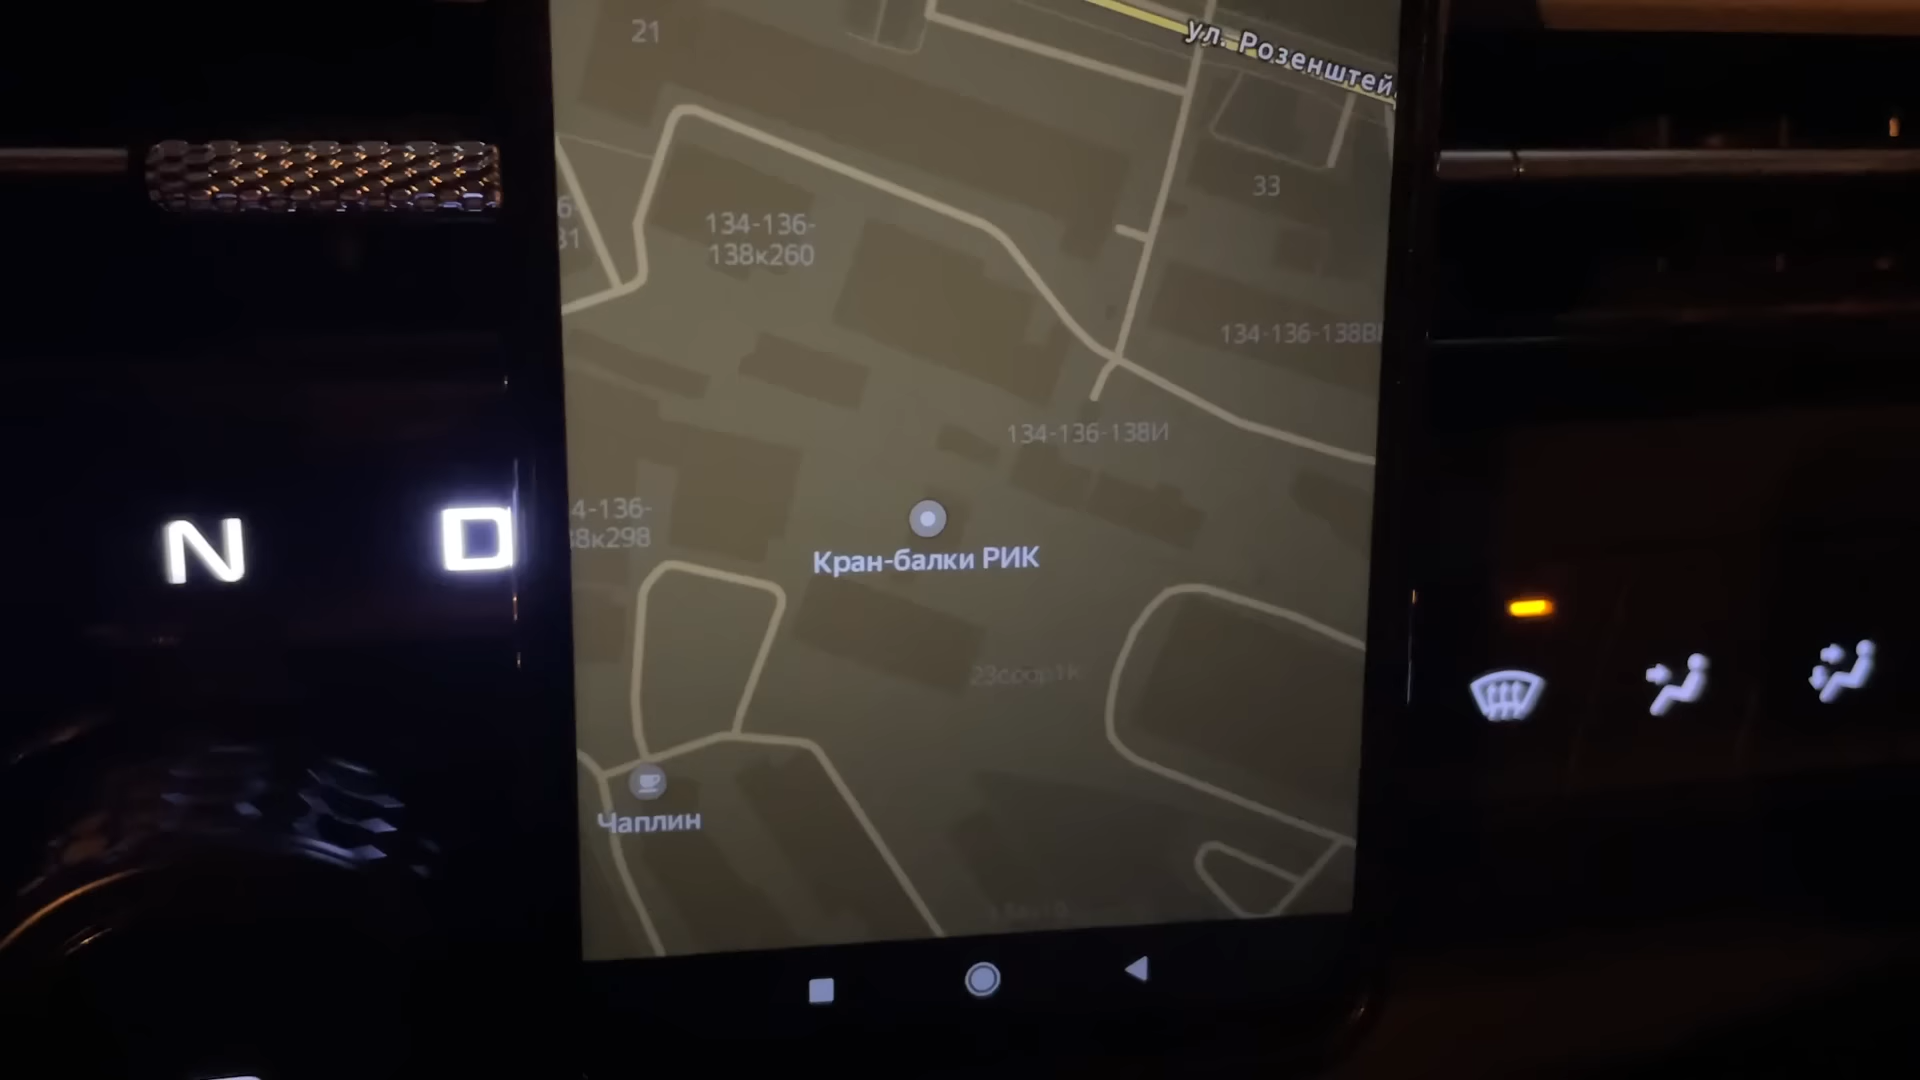 ул. Розенштей
21
33
134-136-
138к260
134-136-138В
134-136-138И
4-136-
8к298
N
D
Кран-балки РИК
Чаплин